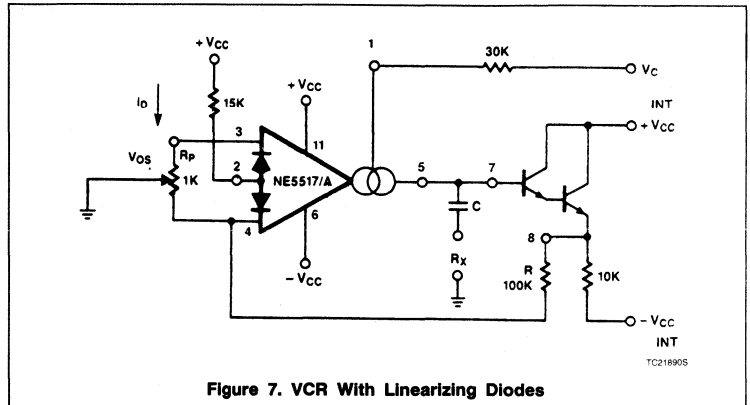 + VCC
1
30K
VC
+ VCC
INT
ID
15K
+ VCC
3
11
VOS
RP
2
NE5517/A
5
7
1K
C
4
6
8
RX
R
100K
10K
- VCC
- VCC
INT
TC21890S
Figure 7. VCR With Linearizing Diodes